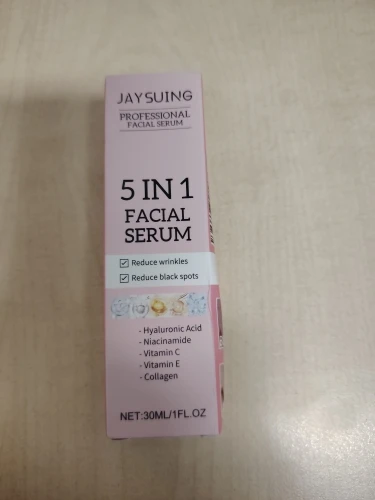 JAYSUING
PROFESSIONAL
FACIAL SERUM
5 IN 1
FACIAL
SERUM
Reduce wrinkles
Reduce black spots
- Hyaluronic Acid
- Niacinamide
- Vitamin C
- Vitamin E
- Collagen
NET:30ML/1FL.OZ